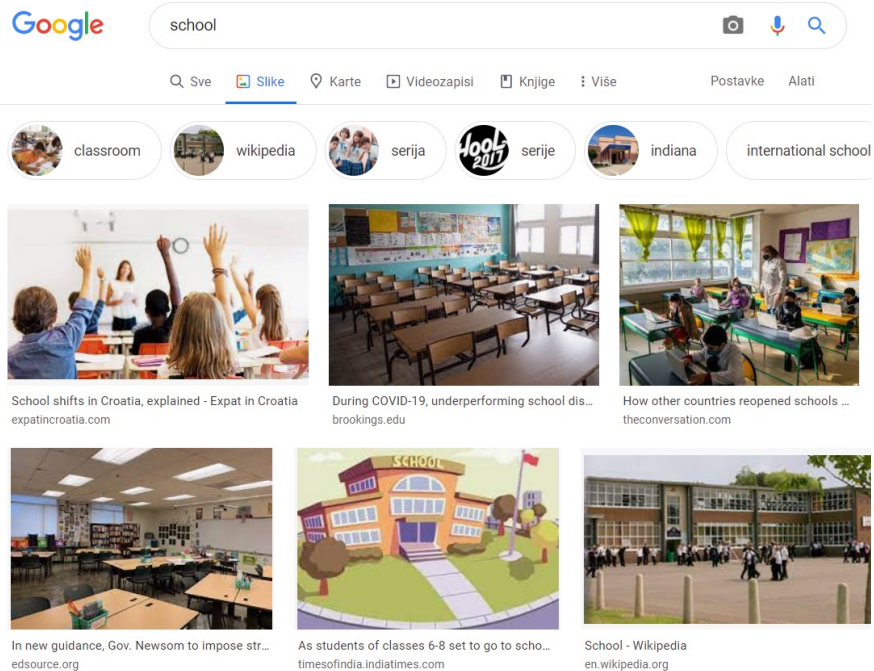 Google
school
Sve Slike Karte Videozapisi Knjige Više Postavke Alati
classroom wikipedia serija HOOL 2017 serije indiana international school
SCHOOL
School shifts in Croatia, explained - Expat in Croatia
expatincroatia.com
During COVID-19, underperforming school dis...
brookings.edu
How other countries reopened schools ...
theconversation.com
In new guidance, Gov. Newsom to impose str...
edsource.org
As students of classes 6-8 set to go to scho...
timesofindia.indiatimes.com
School - Wikipedia
en.wikipedia.org